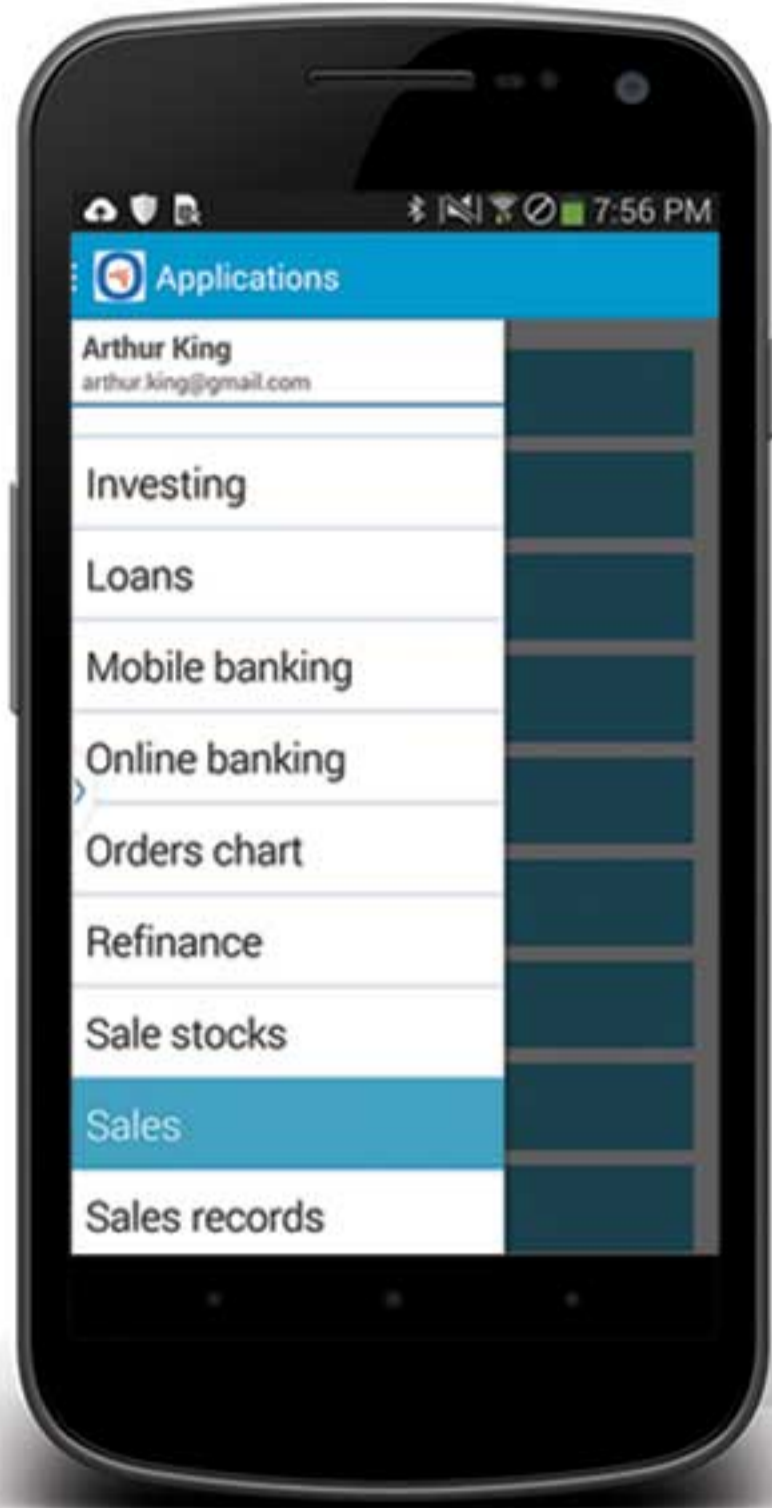 7:56 PM
Applications
Arthur King
arthur.king@gmail.com
Investing
Loans
Mobile banking
Online banking
Orders chart
Refinance
Sale stocks
Sales
Sales records